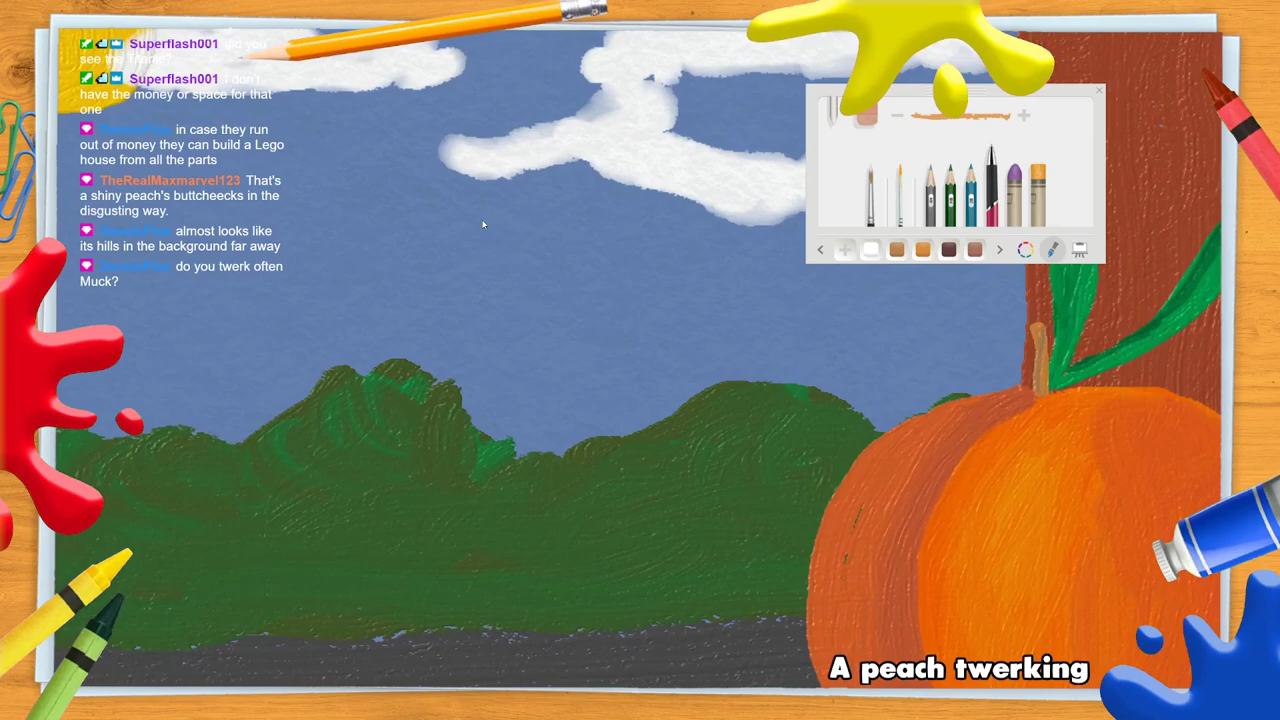 Superflash001 did you
see the
Superflash001 I don't
have the money or space for that
one
in case they run
out of money they can build a Lego
house from all the parts
TheRealMaxmarvel123 That's
a shiny peach's buttcheecks in the
disgusting way.
almost looks like
its hills in the background far away
do you twerk often
Muck?
A peach twerking